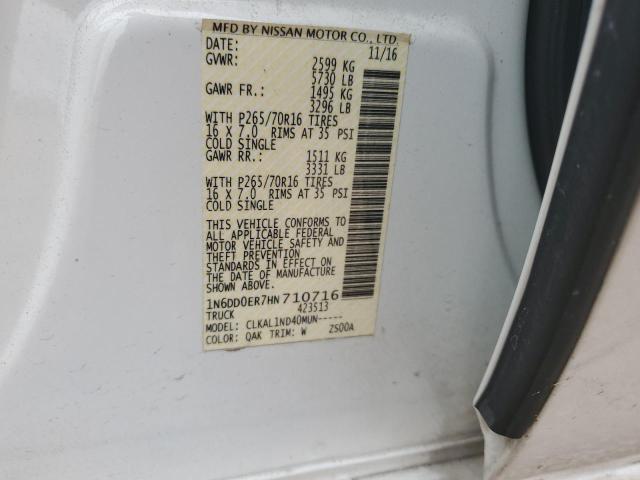 MFD BY NISSAN MOTOR CO., LTD.
DATE: 11/16
GVWR: 2599 KG
5730 LB
GAWR FR.: 1495 KG
3296 LB
WITH P265/70R16 TIRES
16 X 7.0 RIMS AT 35 PSI
COLD SINGLE
GAWR RR.: 1511 KG
3331 LB
WITH P265/70R16 TIRES
16 X 7.0 RIMS AT 35 PSI
COLD SINGLE
THIS VEHICLE CONFORMS TO
ALL APPLICABLE FEDERAL
MOTOR VEHICLE SAFETY AND
THEFT PREVENTION
STANDARDS IN EFFECT ON
THE DATE OF MANUFACTURE
SHOWN ABOVE.
1N6DD0ER7HN710716
TRUCK 423513
MODEL: CLKAL1ND40MUN-----
COLOR: QAK TRIM: W ZS00A